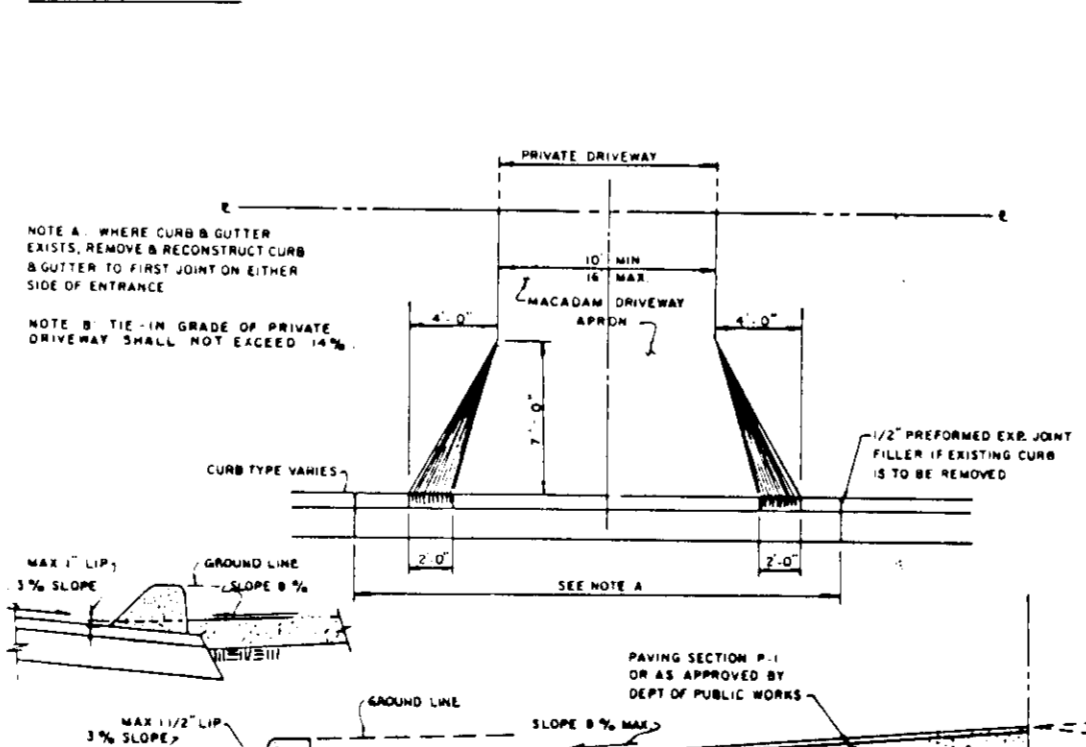 PRIVATE DRIVEWAY
NOTE A. WHERE CURB & GUTTER
EXISTS, REMOVE & RECONSTRUCT CURB
& GUTTER TO FIRST JOINT ON EITHER
SIDE OF ENTRANCE
NOTE B: TIE-IN GRADE OF PRIVATE
DRIVEWAY SHALL NOT EXCEED 14%.
10' MIN
16' MAX.
MACADAM DRIVEWAY
APRON
4'-0"
4'-0"
7'-0"
CURB TYPE VARIES
1/2" PREFORMED EXP. JOINT
FILLER IF EXISTING CURB
IS TO BE REMOVED
2'-0"
2'-0"
SEE NOTE A
MAX 1" LIP
3% SLOPE
GROUND LINE
SLOPE 8%
PAVING SECTION P-1
OR AS APPROVED BY
DEPT OF PUBLIC WORKS
MAX 1 1/2" LIP
3% SLOPE
GROUND LINE
SLOPE 8% MAX.